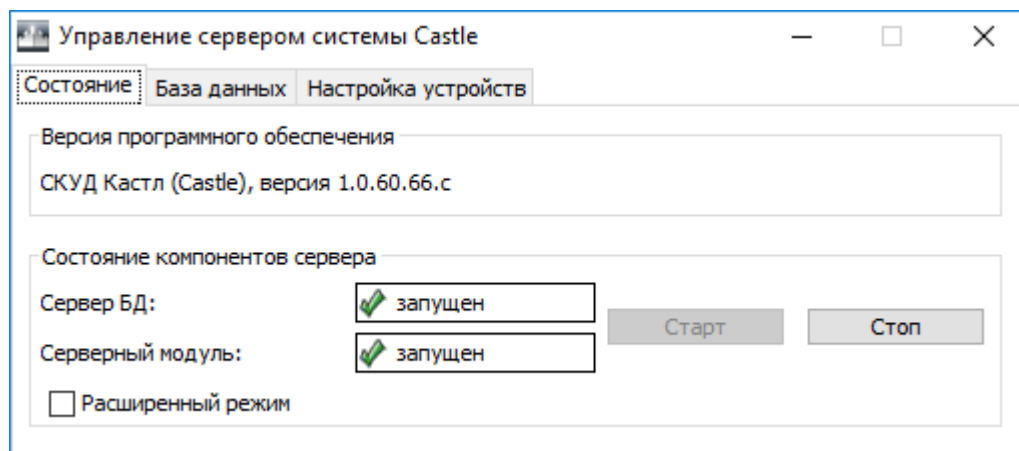 Управление сервером системы Castle
Состояние База данных Настройка устройств
Версия программного обеспечения
СКУД Кастл (Castle), версия 1.0.60.66.c
Состояние компонентов сервера
Сервер БД: запущен
Старт Стоп
Серверный модуль: запущен
Расширенный режим